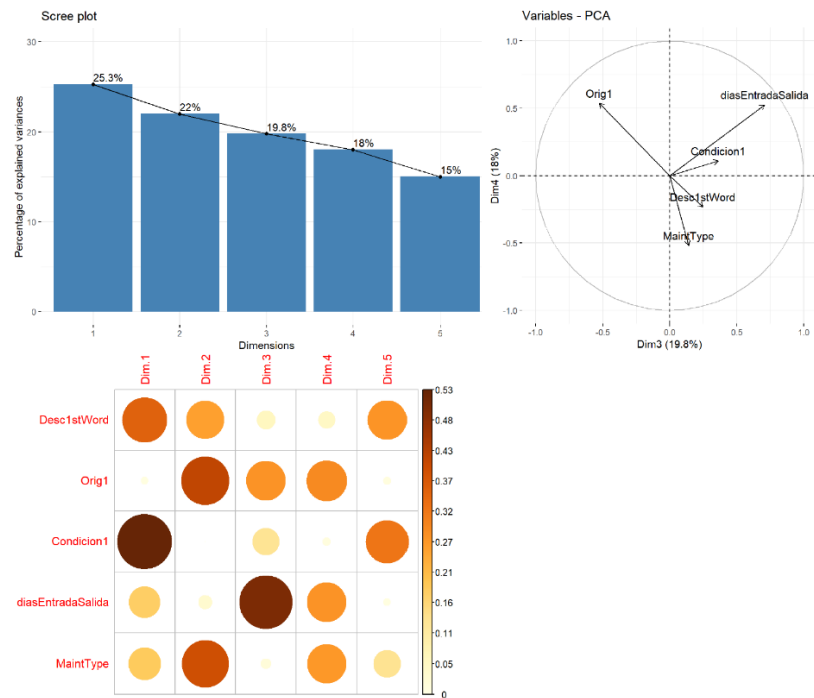 Scree plot
30
20
10
0
Percentage of explained variances
25.3%
22%
19.8%
18%
15%
1
2
3
4
5
Dimensions
Variables - PCA
1.0
0.5
0.0
-0.5
-1.0
Dim4 (18%)
Orig1
diasEntradaSalida
Condicion1
Desc1stWord
MaintType
-1.0
-0.5
0.0
0.5
1.0
Dim3 (19.8%)
Dim.1
Dim.2
Dim.3
Dim.4
Dim.5
Desc1stWord
Orig1
Condicion1
diasEntradaSalida
MaintType
0.53
0.48
0.43
0.37
0.32
0.27
0.21
0.16
0.11
0.05
0